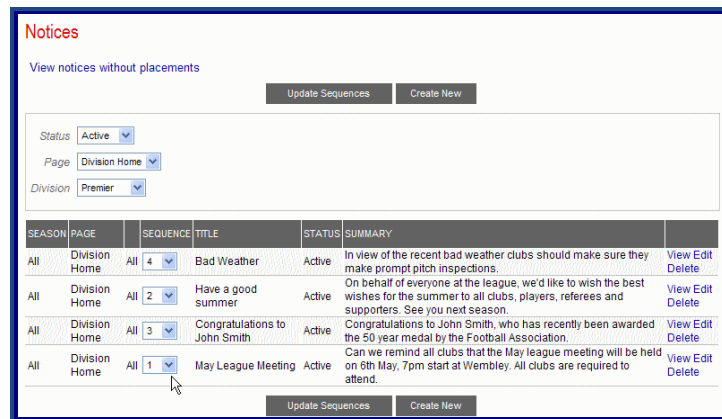 Notices
View notices without placements
Update Sequences Create New
Status Active
Page Division Home
Division Premier
SEASON PAGE SEQUENCE TITLE STATUS SUMMARY
All Division Home All 4 Bad Weather Active In view of the recent bad weather clubs should make sure they
make prompt pitch inspections. View Edit
Delete
All Division Home All 2 Have a good
summer Active On behalf of everyone at the league, we'd like to wish the best
wishes for the summer to all clubs, players, referees and
supporters. See you next season. View Edit
Delete
All Division Home All 3 Congratulations to
John Smith Active Congratulations to John Smith, who has recently been awarded
the 50 year medal by the Football Association. View Edit
Delete
All Division Home All 1 May League Meeting Active Can we remind all clubs that the May league meeting will be held
on 6th May, 7pm start at Wembley. All clubs are required to
attend. View Edit
Delete
Update Sequences Create New